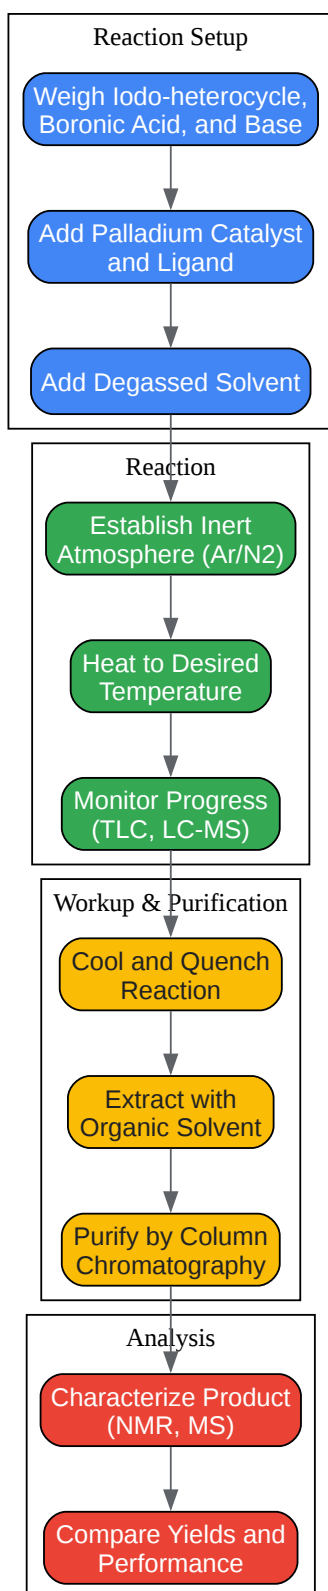 Reaction Setup
Weigh Iodo-heterocycle,
Boronic Acid, and Base
Add Palladium Catalyst
and Ligand
Add Degassed Solvent
Reaction
Establish Inert
Atmosphere (Ar/N2)
Heat to Desired
Temperature
Monitor Progress
(TLC, LC-MS)
Workup & Purification
Cool and Quench
Reaction
Extract with
Organic Solvent
Purify by Column
Chromatography
Analysis
Characterize Product
(NMR, MS)
Compare Yields and
Performance